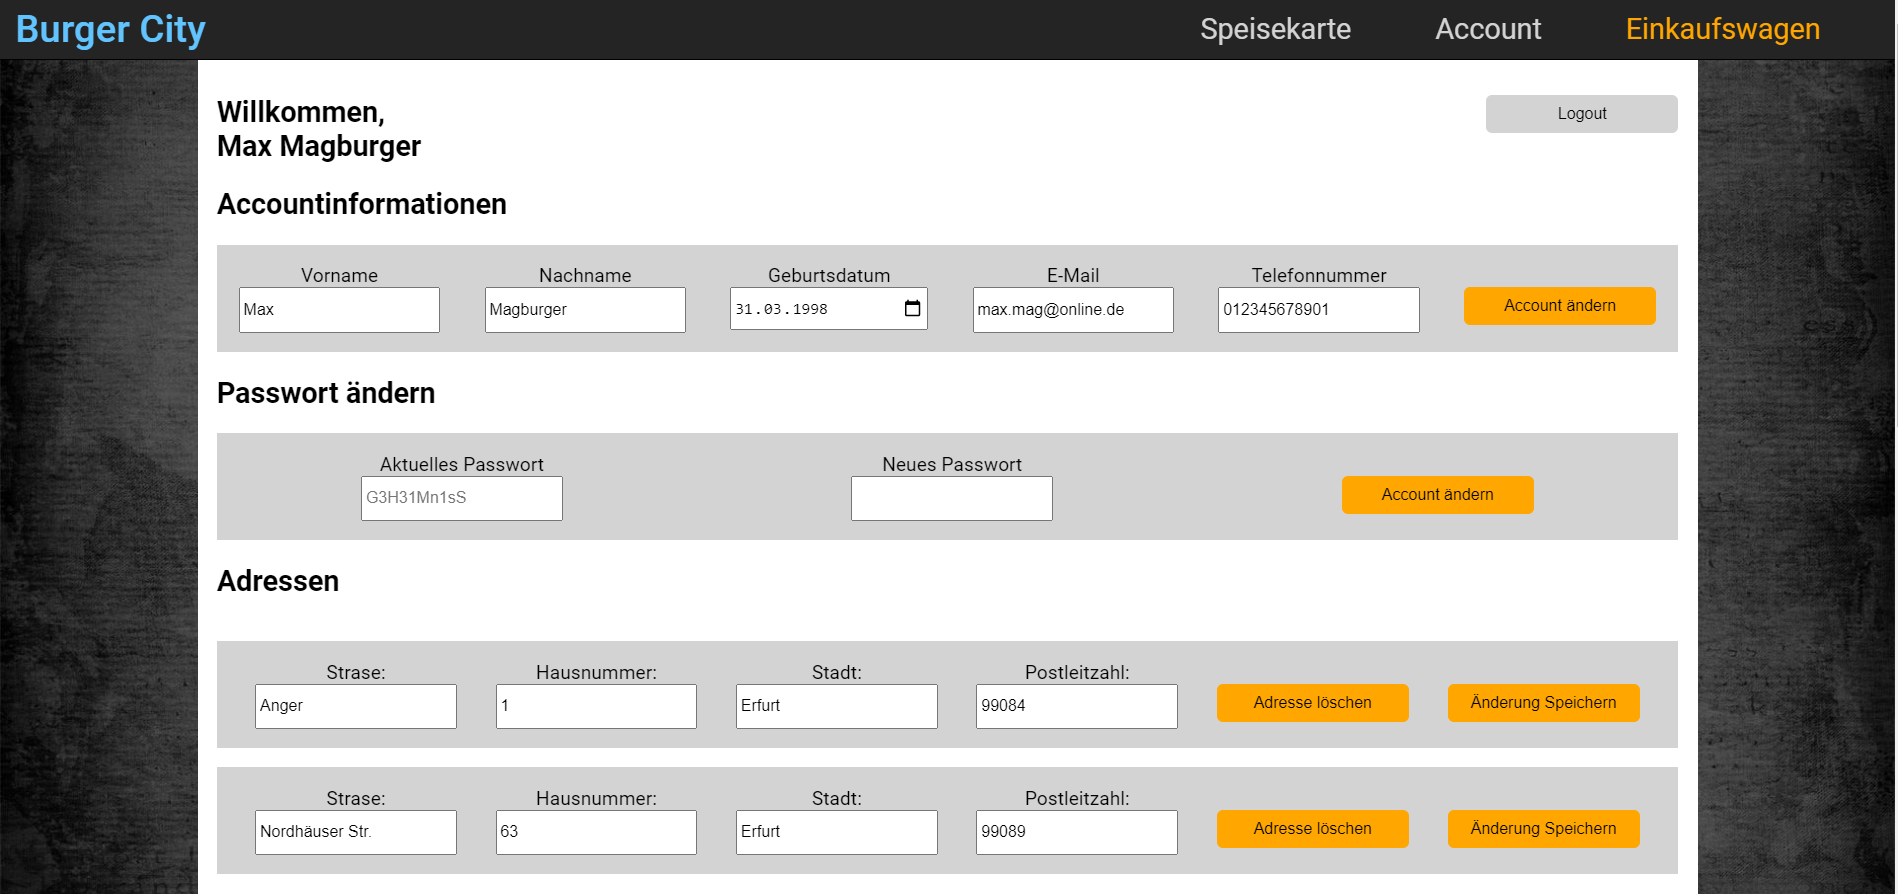 Burger City Speisekarte Account Einkaufswagen
Willkommen,
Max Magburger
Logout
Accountinformationen
Vorname Nachname Geburtsdatum E-Mail Telefonnummer
Max Magburger 31.03.1998 max.mag@online.de 012345678901 Account ändern
Passwort ändern
Aktuelles Passwort Neues Passwort
G3H31Mn1sS Account ändern
Adressen
Strase: Hausnummer: Stadt: Postleitzahl:
Anger 1 Erfurt 99084 Adresse löschen Änderung Speichern
Strase: Hausnummer: Stadt: Postleitzahl:
Nordhäuser Str. 63 Erfurt 99089 Adresse löschen Änderung Speichern